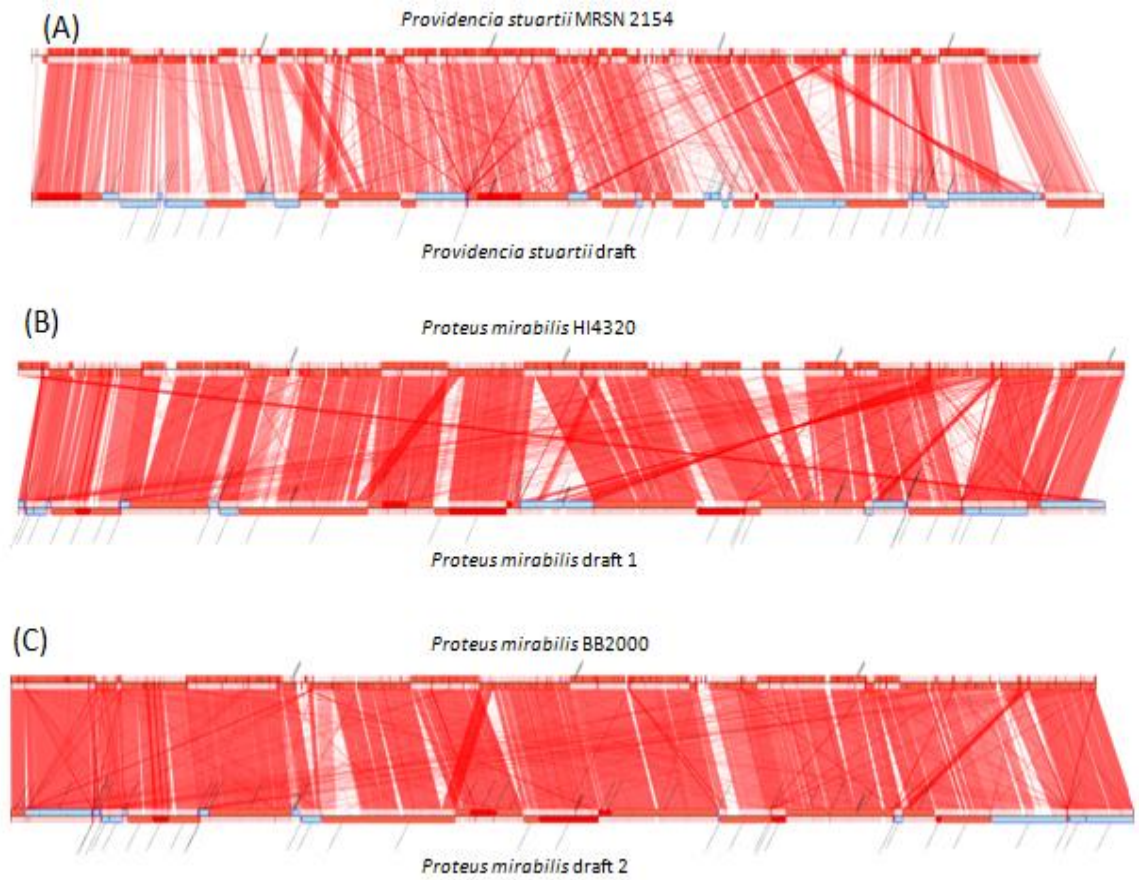 (A)
Providencia stuartii MRSN 2154
Providencia stuartii draft
(B)
Proteus mirabilis HI4320
Proteus mirabilis draft 1
(C)
Proteus mirabilis BB2000
Proteus mirabilis draft 2